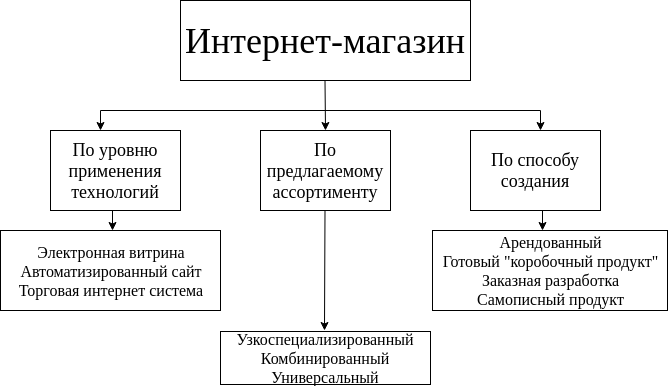 Интернет-магазин
По уровню
применения
технологий
По
предлагаемому
ассортименту
По способу
создания
Электронная витрина
Автоматизированный сайт
Торговая интернет система
Арендованный
Готовый "коробочный продукт"
Заказная разработка
Самописный продукт
Узкоспециализированный
Комбинированный
Универсальный